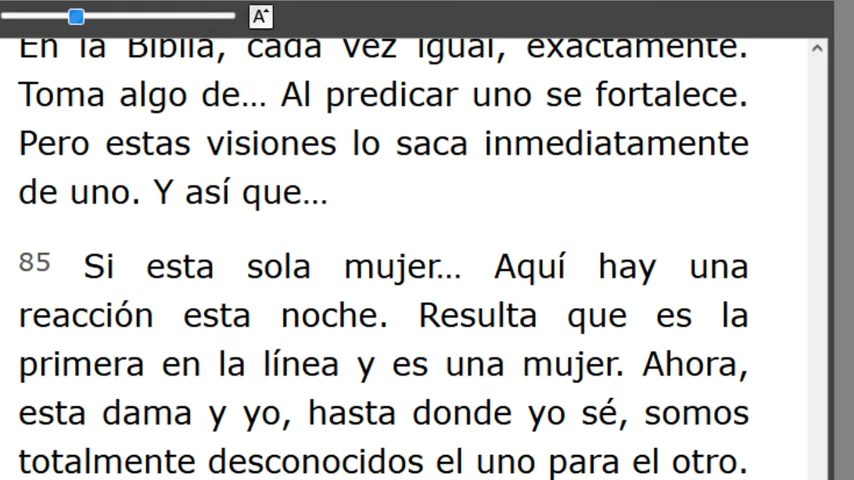 A
En la Biblia, cada vez igual, exactamente.
Toma algo de... Al predicar uno se fortalece.
Pero estas visiones lo saca inmediatamente
de uno. Y así que...
85 Si esta sola mujer... Aquí hay una
reacción esta noche. Resulta que es la
primera en la línea y es una mujer. Ahora,
esta dama y yo, hasta donde yo sé, somos
totalmente desconocidos el uno para el otro.